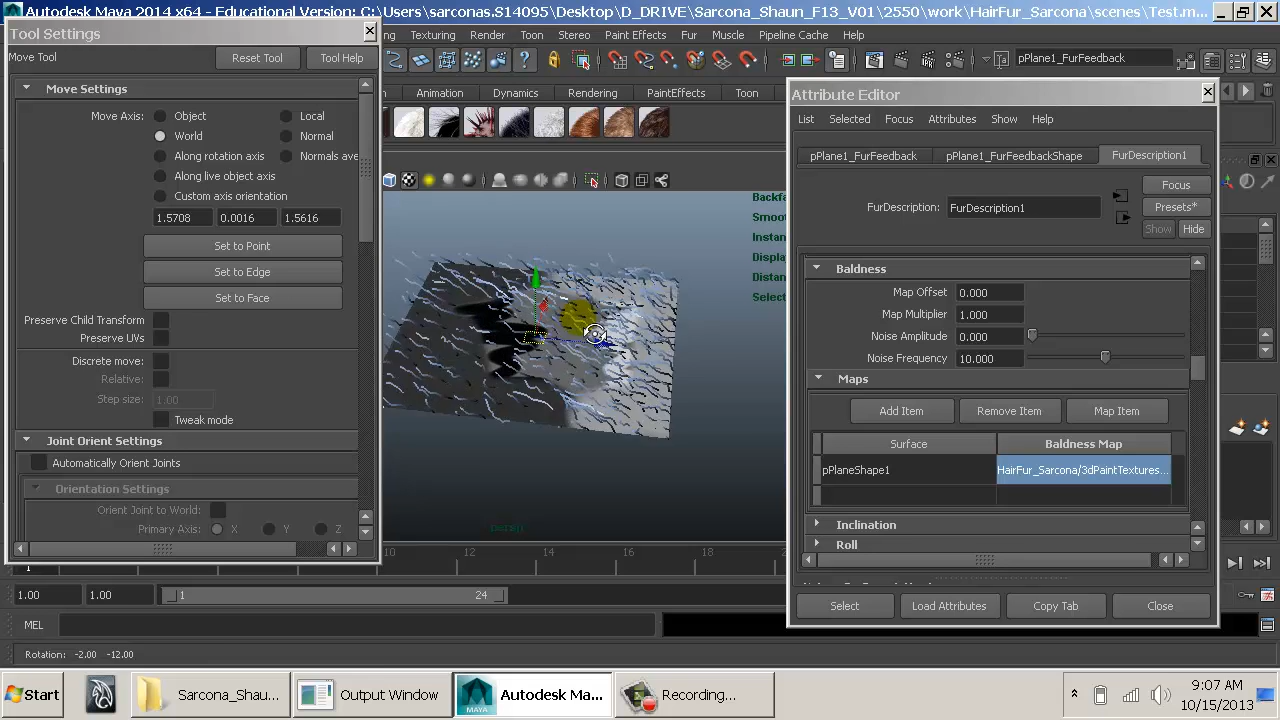 Autodesk Maya 2014 x64 - Educational Version: C:\Users\sarconas.S14095\Desktop\D_DRIVE\Sarcona_Shaun_F13_V01\2550\work\HairFur_Sarcona\scenes\Test.m...
Tool Settings
Texturing Render Toon Stereo Paint Effects Fur Muscle Pipeline Cache Help
Move Tool
Reset Tool
Tool Help
pPlane1_FurFeedback
Animation Dynamics Rendering PaintEffects Toon
Move Settings
Move Axis:
Object
Local
World
Normal
Along rotation axis
Normals ave
Along live object axis
Custom axis orientation
1.5708 0.0016 1.5616
Set to Point
Set to Edge
Set to Face
Preserve Child Transform
Preserve UVs
Discrete move:
Relative:
Step size: 1.00
Tweak mode
Joint Orient Settings
Automatically Orient Joints
Orientation Settings
Orient Joint to World:
Primary Axis: X Y Z
Backfa
Smoo
Instan
Displa
Distan
Select
Attribute Editor
List Selected Focus Attributes Show Help
pPlane1_FurFeedback pPlane1_FurFeedbackShape FurDescription1
Focus
FurDescription: FurDescription1
Presets*
Show Hide
Baldness
Map Offset 0.000
Map Multiplier 1.000
Noise Amplitude 0.000
Noise Frequency 10.000
Maps
Add Item Remove Item Map Item
Surface Baldness Map
pPlaneShape1 HairFur_Sarcona/3dPaintTextures...
Inclination
Roll
Select Load Attributes Copy Tab Close
10 12 14 16 18
1
1.00 1.00 1 24
MEL
Rotation: -2.00 -12.00
Start
Sarcona_Shau...
Output Window
Autodesk Ma...
Recording...
9:07 AM
10/15/2013